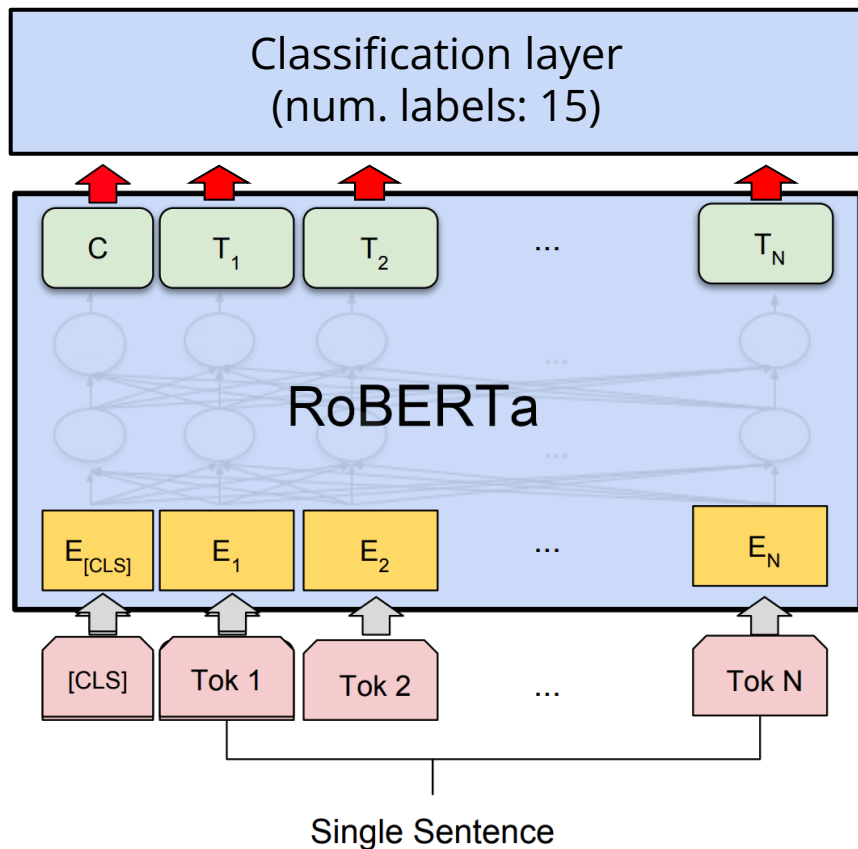 Classification layer
(num. labels: 15)
C T1 T2 ... TN
...
RoBERTa
...
E[CLS] E1 E2 ... EN
[CLS] Tok 1 Tok 2 ... Tok N
Single Sentence